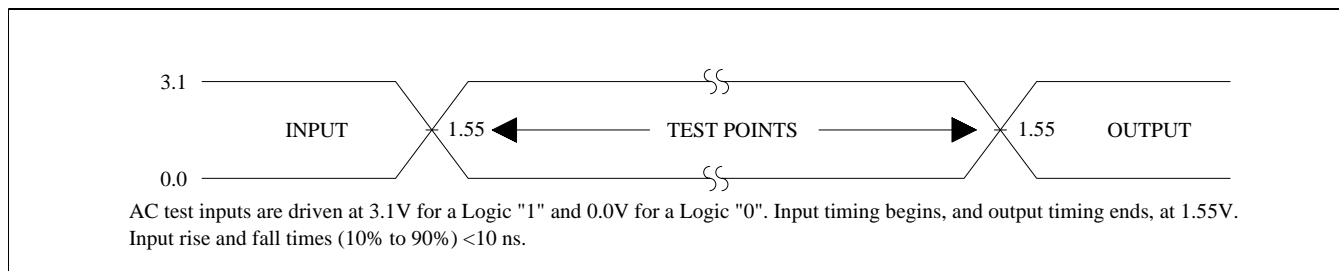 3.1
INPUT 1.55 TEST POINTS 1.55 OUTPUT
0.0
AC test inputs are driven at 3.1V for a Logic "1" and 0.0V for a Logic "0". Input timing begins, and output timing ends, at 1.55V.
Input rise and fall times (10% to 90%) <10 ns.